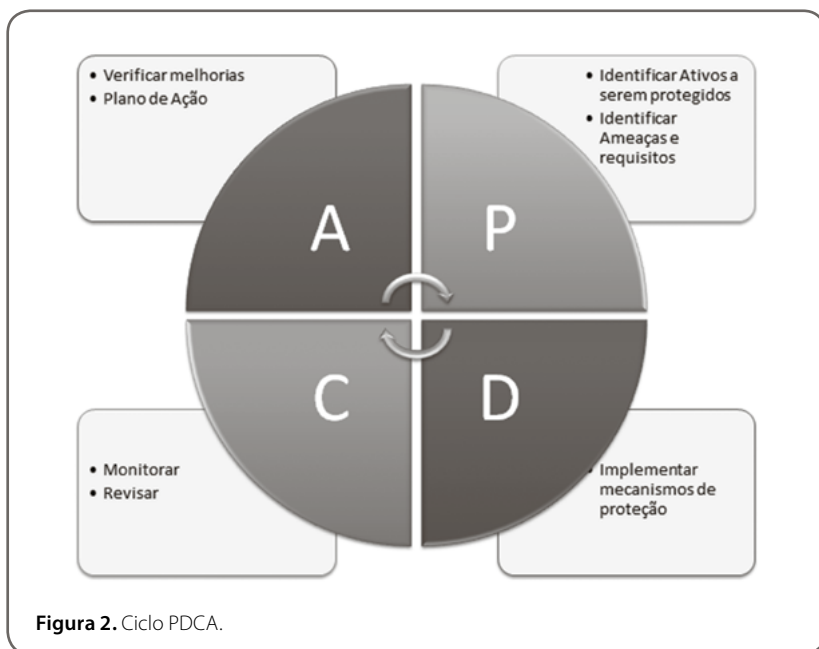 • Verificar melhorias
• Plano de Ação
• Identificar Ativos a
serem protegidos
• Identificar
Ameaças e
requisitos
A
P
C
D
• Monitorar
• Revisar
• Implementar
mecanismos de
proteção
Figura 2. Ciclo PDCA.